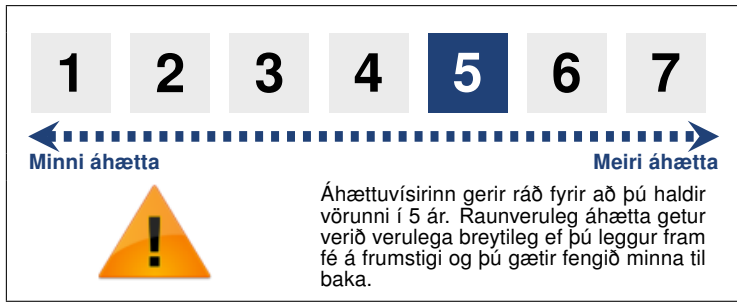 1 2 3 4 5 6 7
Minni áhætta Meiri áhætta
Áhættuvísirinn gerir ráð fyrir að þú haldir
vörunni í 5 ár. Raunveruleg áhætta getur
verið verulega breytileg ef þú leggur fram
fé á frumstigi og þú gætir fengið minna til
baka.